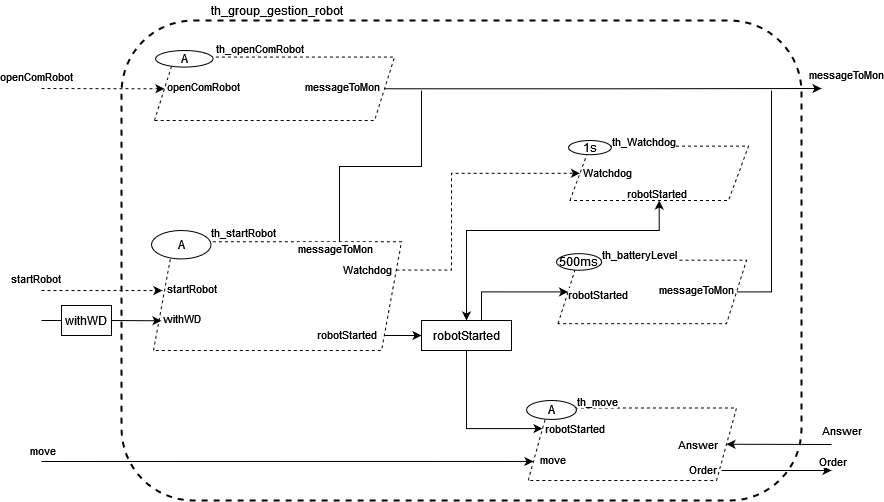 th_group_gestion_robot
A
th_openComRobot
openComRobot
openComRobot
messageToMon
messageToMon
1s
th_Watchdog
Watchdog
robotStarted
A
th_startRobot
messageToMon
Watchdog
startRobot
startRobot
withWD
withWD
robotStarted
robotStarted
500ms
th_batteryLevel
robotStarted
messageToMon
A
th_move
robotStarted
Answer
Answer
move
move
Order
Order